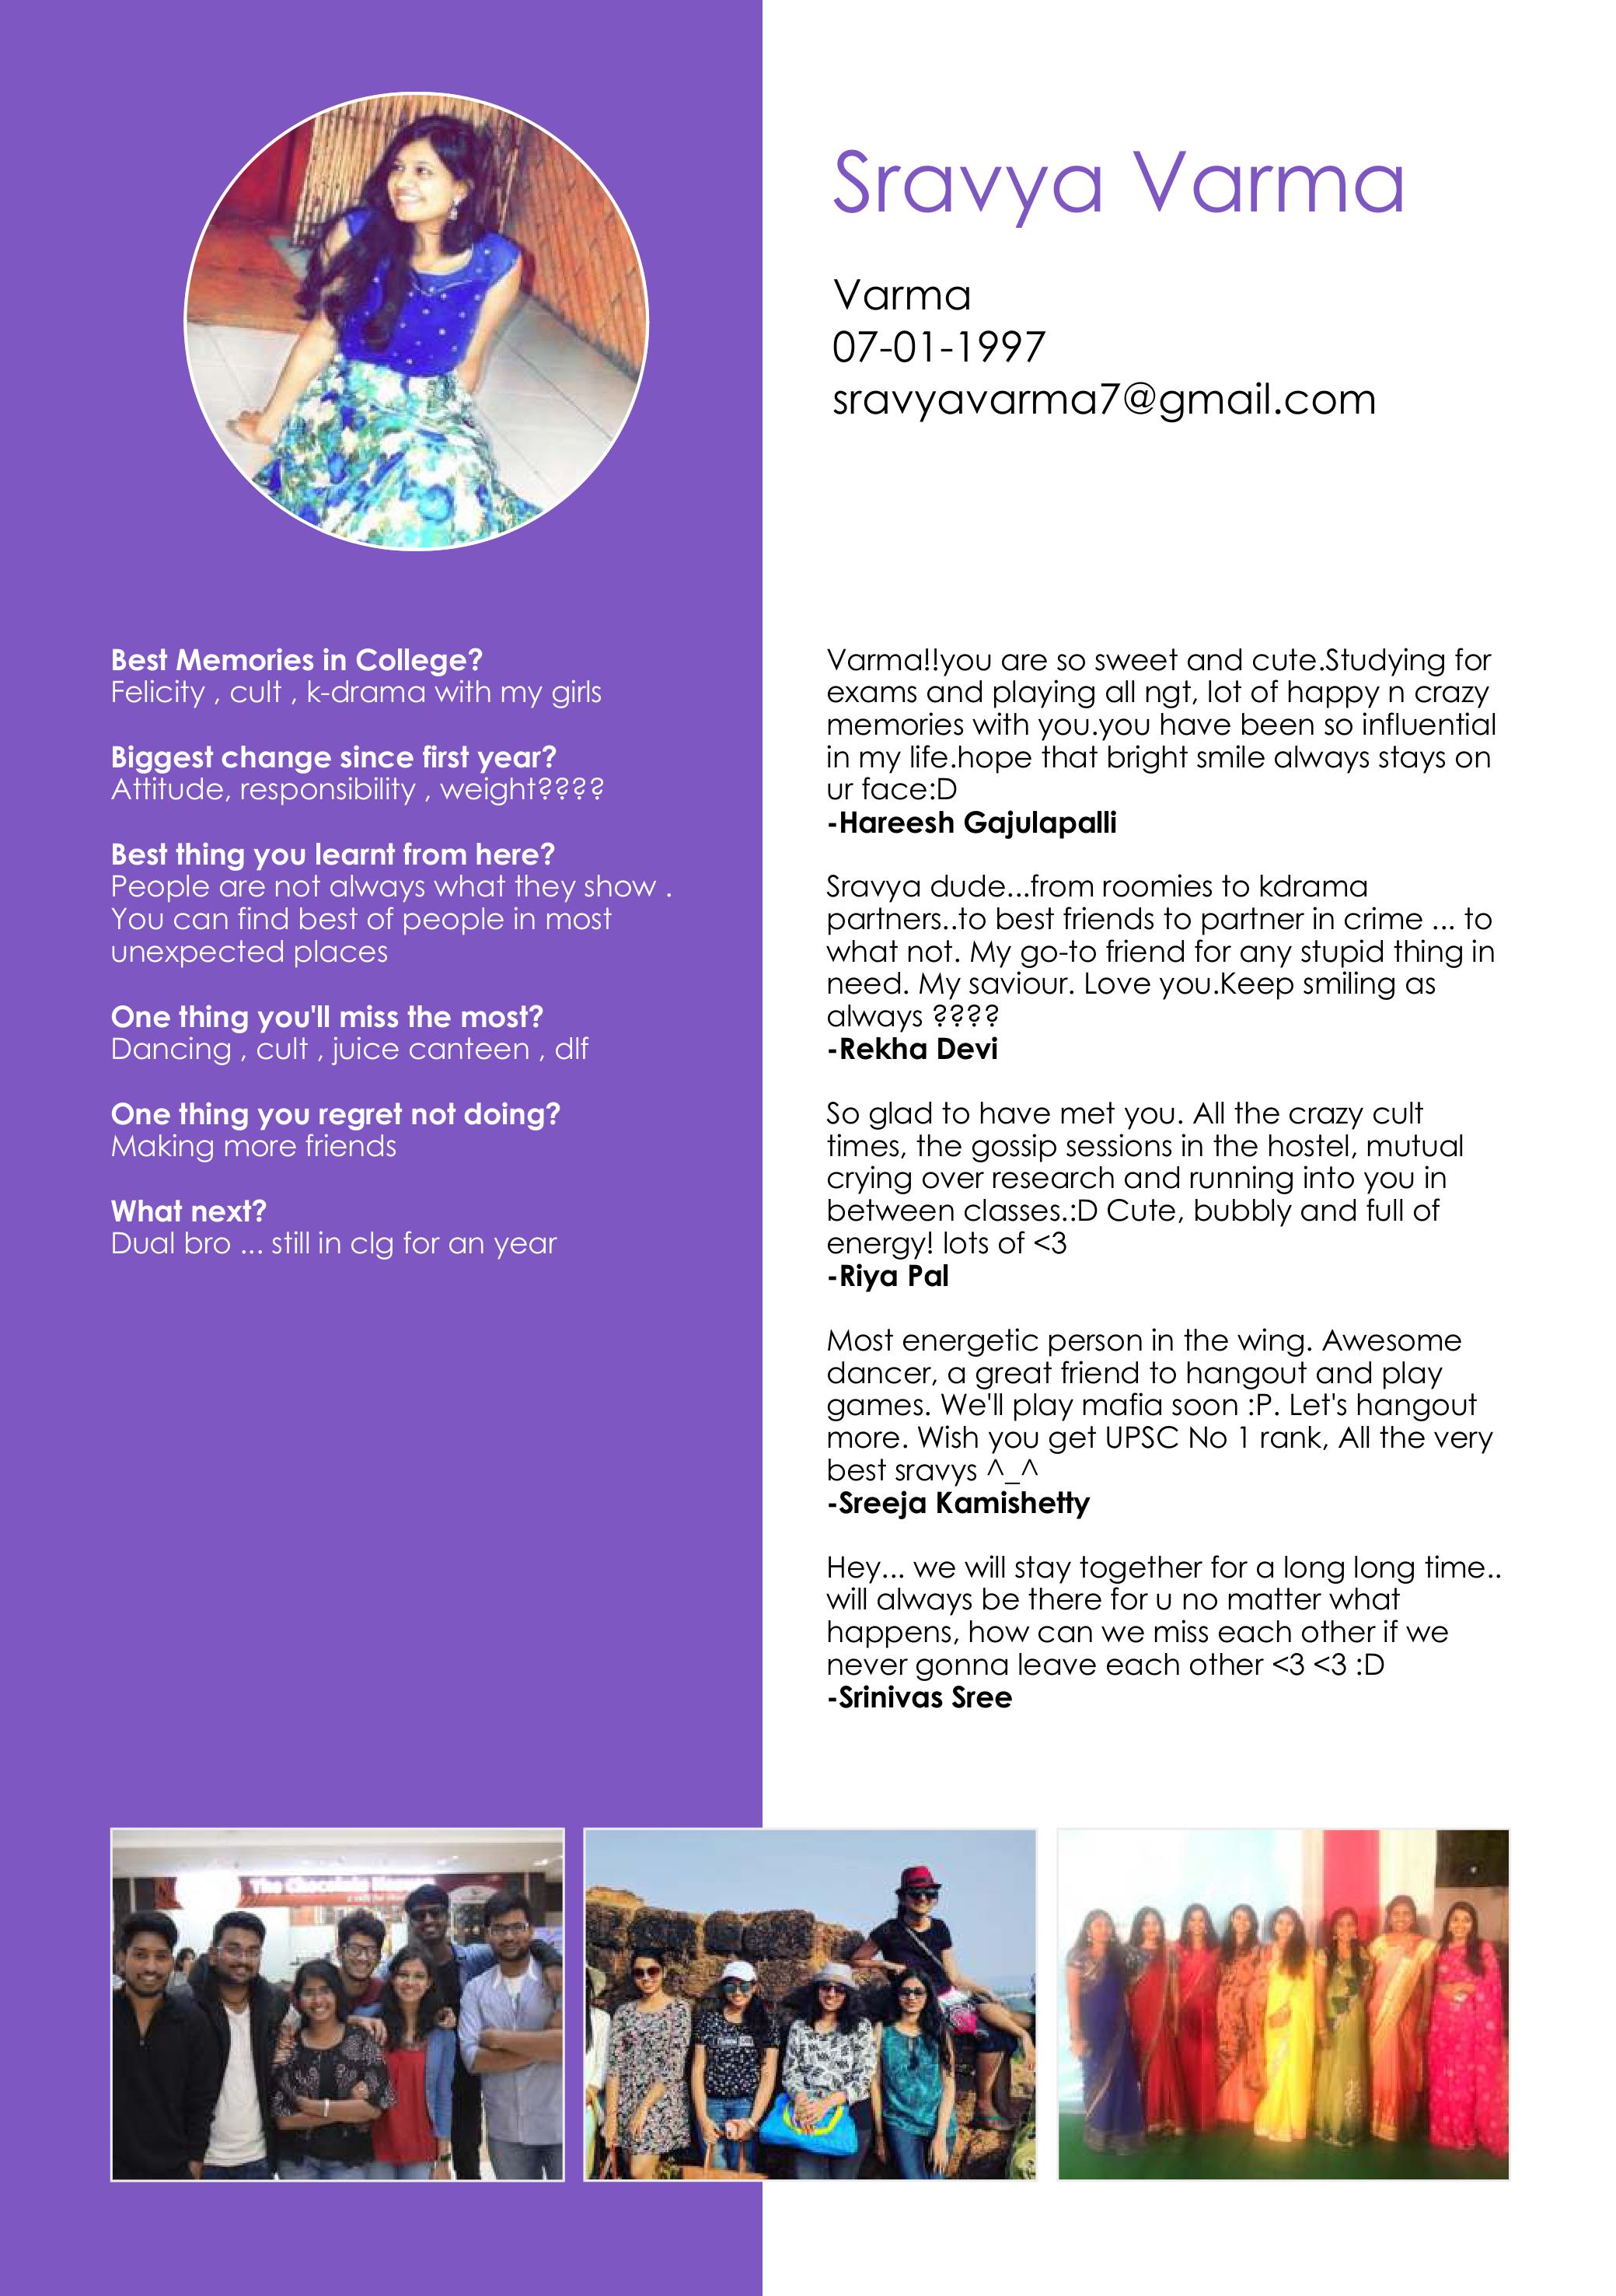 Sravya Varma
Varma
07-01-1997
sravyavarma7@gmail.com
Best Memories in College?
Felicity , cult , k-drama with my girls
Biggest change since first year?
Attitude, responsibility , weight????
Best thing you learnt from here?
People are not always what they show .
You can find best of people in most
unexpected places
One thing you'll miss the most?
Dancing , cult , juice canteen , dlf
One thing you regret not doing?
Making more friends
What next?
Dual bro ... still in clg for an year
Varma!!you are so sweet and cute.Studying for
exams and playing all ngt, lot of happy n crazy
memories with you.you have been so influential
in my life.hope that bright smile always stays on
ur face:D
-Hareesh Gajulapalli
Sravya dude...from roomies to kdrama
partners..to best friends to partner in crime ... to
what not. My go-to friend for any stupid thing in
need. My saviour. Love you.Keep smiling as
always ????
-Rekha Devi
So glad to have met you. All the crazy cult
times, the gossip sessions in the hostel, mutual
crying over research and running into you in
between classes.:D Cute, bubbly and full of
energy! lots of <3
-Riya Pal
Most energetic person in the wing. Awesome
dancer, a great friend to hangout and play
games. We'll play mafia soon :P. Let's hangout
more. Wish you get UPSC No 1 rank, All the very
best sravys ^_^
-Sreeja Kamishetty
Hey... we will stay together for a long long time..
will always be there for u no matter what
happens, how can we miss each other if we
never gonna leave each other <3 <3 :D
-Srinivas Sree
The Chocolate